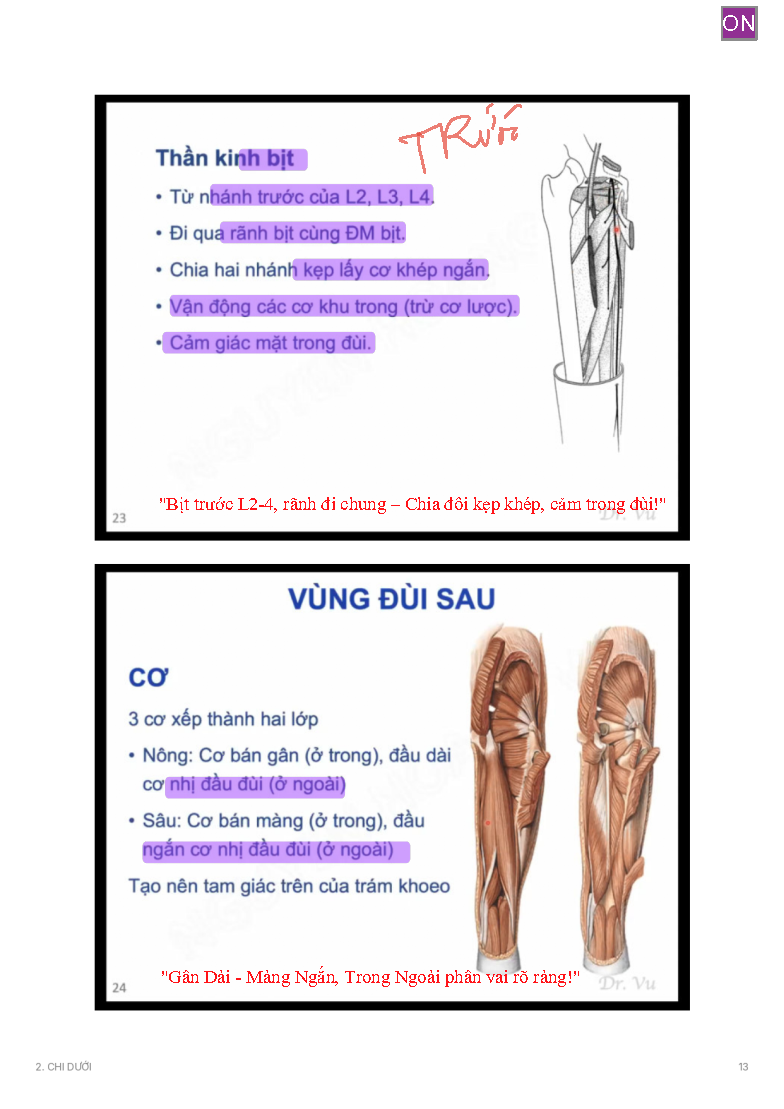 ON
TRướ
Thần kinh bịt
• Từ nhánh trước của L2, L3, L4.
• Đi qua rãnh bịt cùng ĐM bịt.
• Chia hai nhánh kẹp lấy cơ khép ngắn.
• Vận động các cơ khu trong (trừ cơ lược).
• Cảm giác mặt trong đùi.
"Bịt trước L2-4, rãnh đi chung – Chia đôi kẹp khép, cảm trong đùi!"
23
Dr. Vu
VÙNG ĐÙI SAU
CƠ
3 cơ xếp thành hai lớp
• Nông: Cơ bán gân (ở trong), đầu dài
cơ nhị đầu đùi (ở ngoài)
• Sâu: Cơ bán màng (ở trong), đầu
ngắn cơ nhị đầu đùi (ở ngoài)
Tạo nên tam giác trên của trám khoeo
"Gân Dài - Màng Ngắn, Trong Ngoài phân vai rõ ràng!"
24
Dr. Vu
2. CHI DƯỚI
13